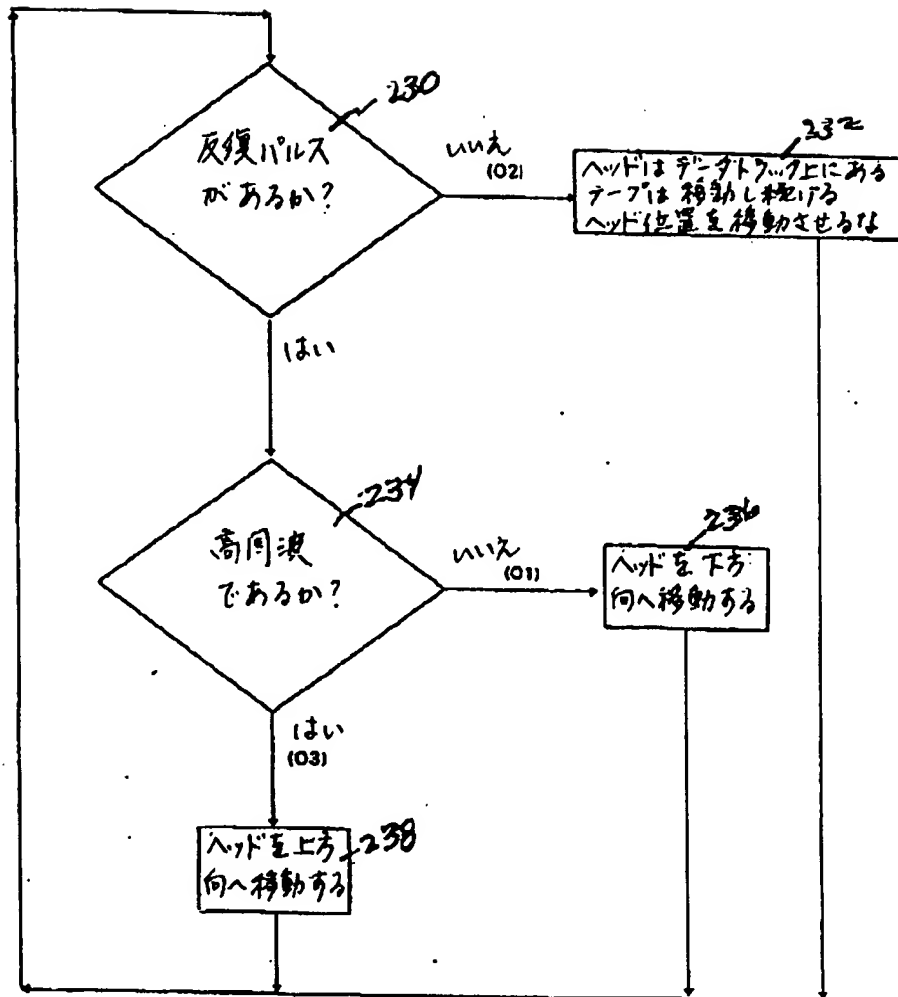 230
反復パルス
があるか?
いいえ
(02)
232
ヘッドはデータトラック上にある
テープは移動し続ける
ヘッド位置を移動させるな
はい
234
高周波
であるか?
いいえ
(01)
236
ヘッドを下方
向へ移動する
はい
(03)
ヘッドを上方
向へ移動する
238